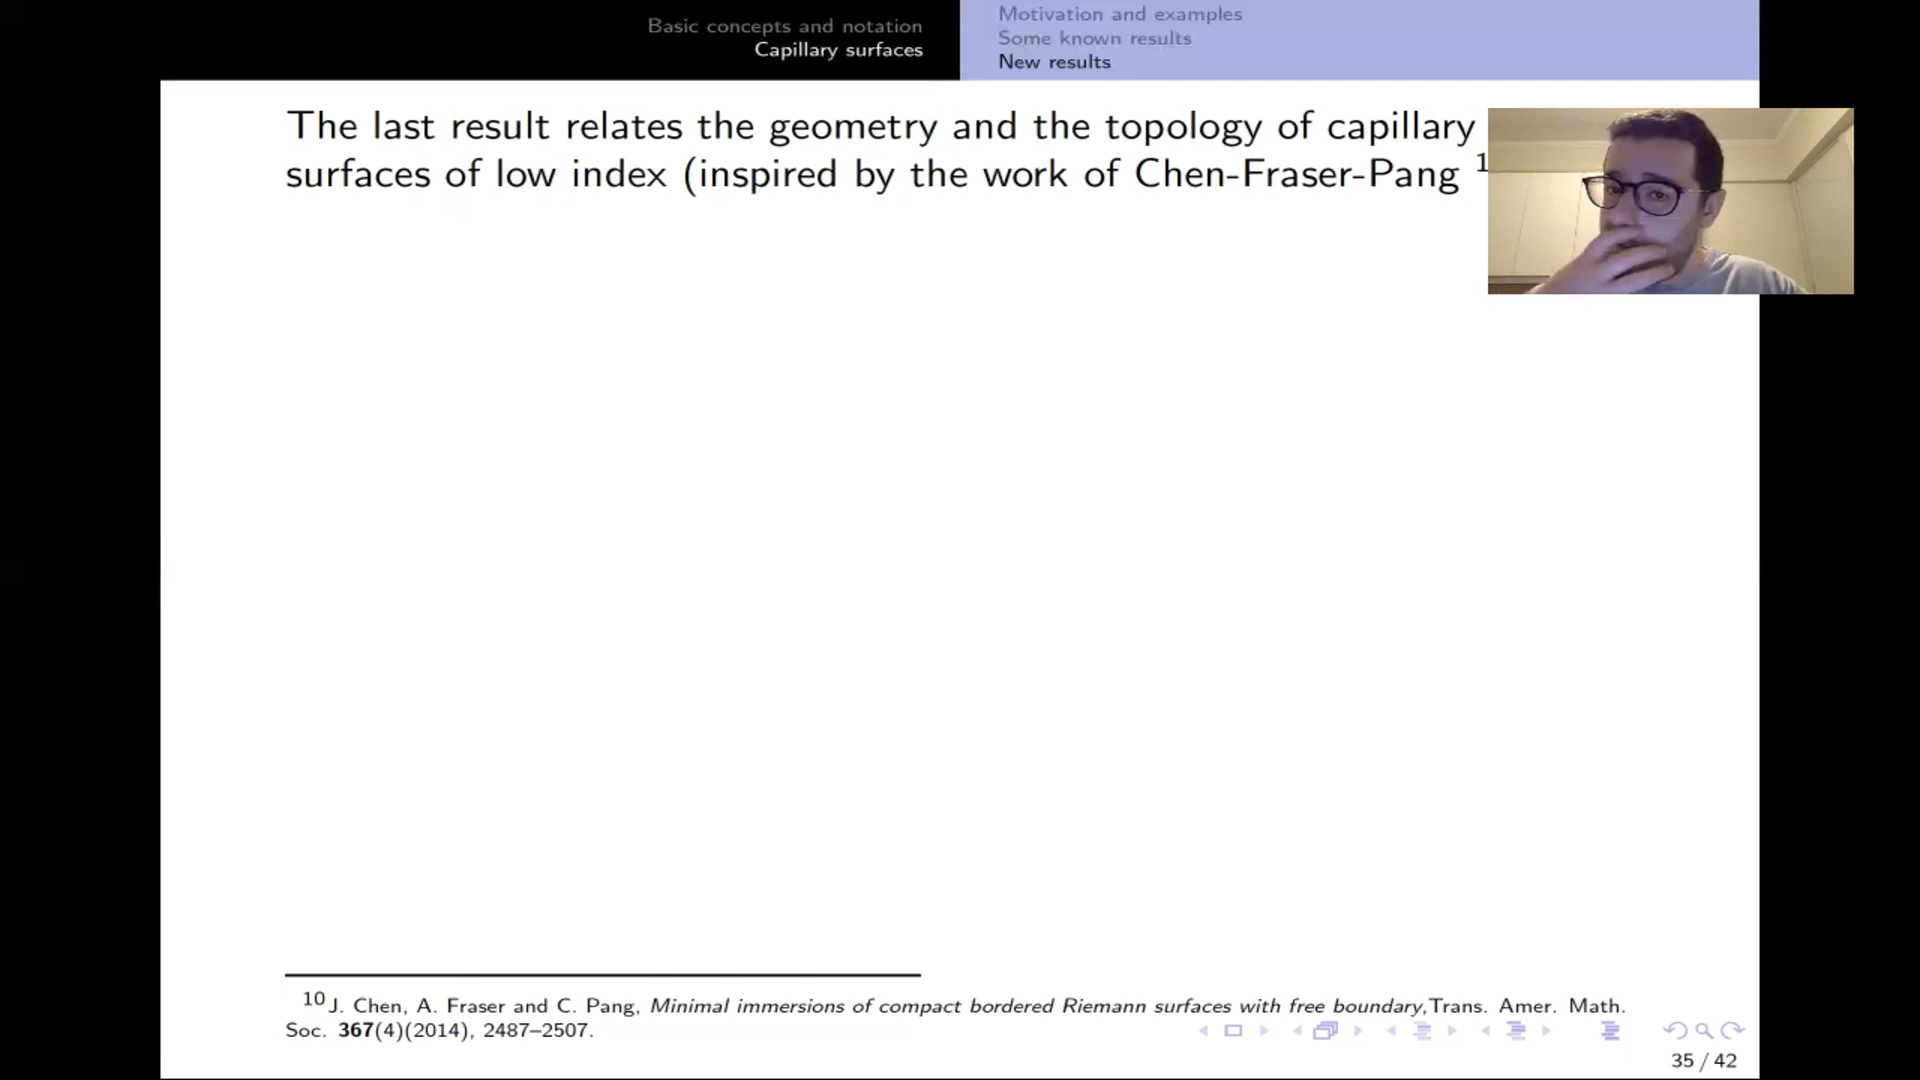 Basic concepts and notation
Capillary surfaces
Motivation and examples
Some known results
New results
The last result relates the geometry and the topology of capillary
surfaces of low index (inspired by the work of Chen-Fraser-Pang
10 J. Chen, A. Fraser and C. Pang, Minimal immersions of compact bordered Riemann surfaces with free boundary,Trans. Amer. Math.
Soc. 367(4)(2014), 2487–2507.
35 / 42